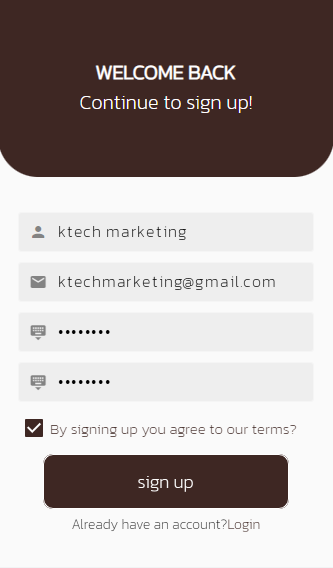 WELCOME BACK
Continue to sign up!
ktech marketing
ktechmarketing@gmail.com
••••••••
••••••••
By signing up you agree to our terms?
sign up
Already have an account?Login